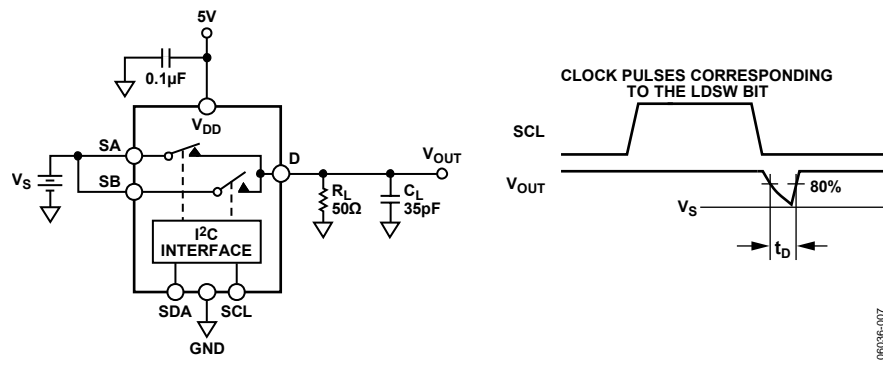 5V
0.1µF
VDD
SA
SB
VS
D
VOUT
RL
50Ω
CL
35pF
I2C
INTERFACE
SDA
SCL
GND
CLOCK PULSES CORRESPONDING
TO THE LDSW BIT
SCL
VOUT
80%
VS
tD
06036-007